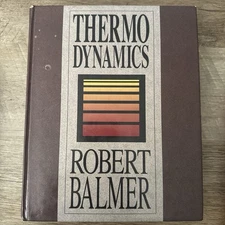 THERMO
DYNAMICS
ROBERT
BALMER